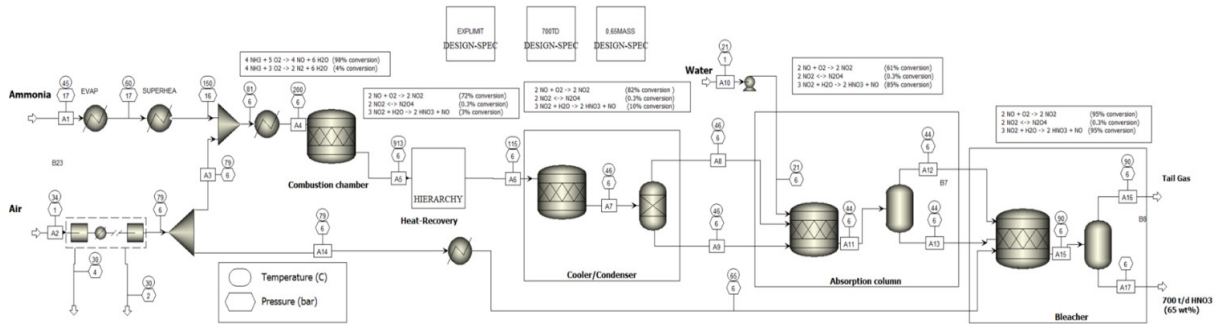 EXPLIMIT
DESIGN-SPEC
700TD
DESIGN-SPEC
0.65MASS
DESIGN-SPEC
4 NH3 + 5 O2 -> 4 NO + 6 H2O (98% conversion)
4 NH3 + 3 O2 -> 2 N2 + 6 H2O (4% conversion)
2 NO + O2 -> 2 NO2 (72% conversion)
2 NO2 <-> N2O4 (0.3% conversion)
3 NO2 + H2O -> 2 HNO3 + NO (3% conversion)
2 NO + O2 -> 2 NO2 (82% conversion)
2 NO2 <-> N2O4 (0.3% conversion)
3 NO2 + H2O -> 2 HNO3 + NO (10% conversion)
Water
21
1
A10
2 NO + O2 -> 2 NO2 (61% conversion)
2 NO2 <-> N2O4 (0.3% conversion)
3 NO2 + H2O -> 2 HNO3 + NO (85% conversion)
2 NO + O2 -> 2 NO2 (95% conversion)
2 NO2 <-> N2O4 (0.3% conversion)
3 NO2 + H2O -> 2 HNO3 + NO (95% conversion)
Ammonia
45
17
A1
EVAP
60
17
SUPERHEA
150
16
81
6
200
6
A4
Combustion chamber
B23
A3
79
6
913
6
A5
HIERARCHY
Heat-Recovery
115
6
A6
46
6
A7
46
6
A8
46
6
A9
Cooler/Condenser
21
6
44
6
A11
44
6
A12
B7
44
6
A13
Absorption column
90
6
A15
90
6
A16
Tail Gas
B8
6
A17
700 t/d HNO3
(65 wt%)
Bleacher
Air
34
1
A2
79
6
79
6
A14
65
6
30
4
30
2
Temperature (C)
Pressure (bar)